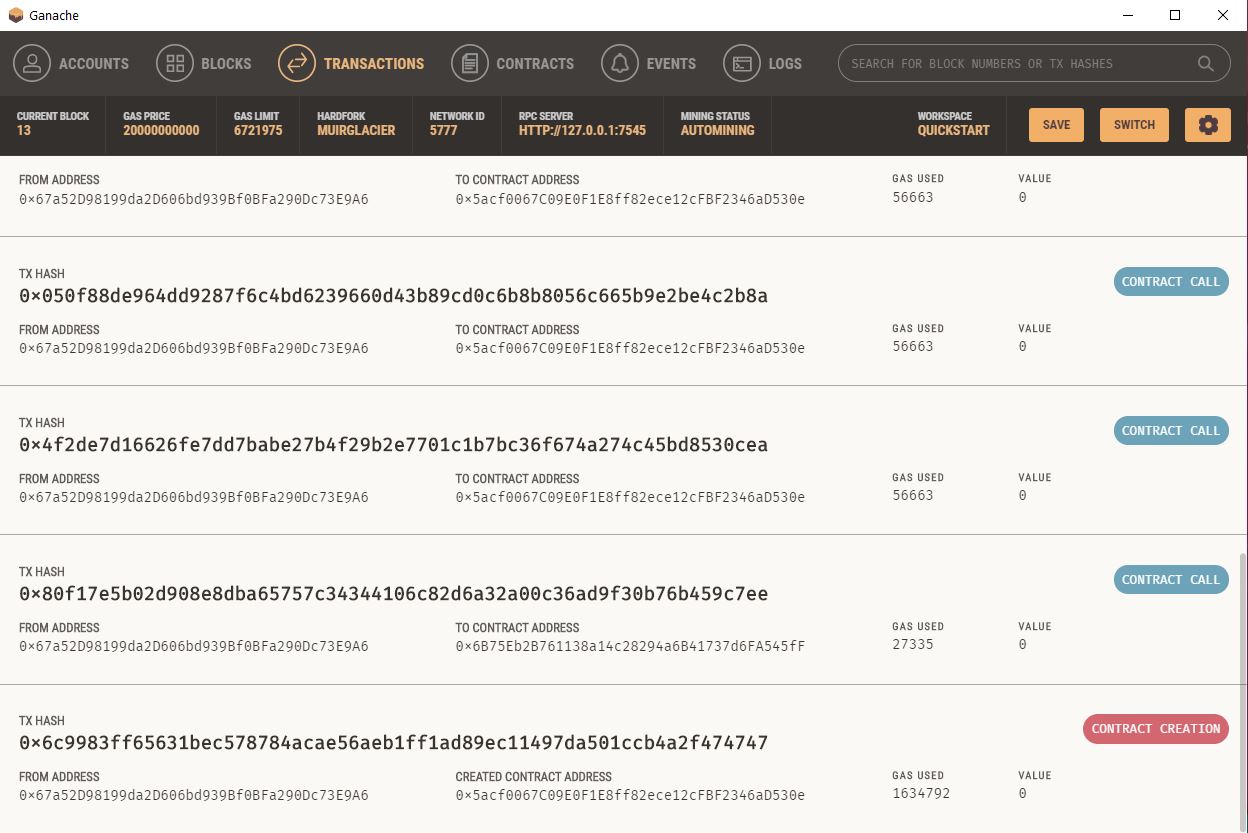 Ganache
ACCOUNTS BLOCKS TRANSACTIONS CONTRACTS EVENTS LOGS SEARCH FOR BLOCK NUMBERS OR TX HASHES
CURRENT BLOCK GAS PRICE GAS LIMIT HARDFORK NETWORK ID RPC SERVER MINING STATUS WORKSPACE
13 20000000000 6721975 MUIRGLACIER 5777 HTTP://127.0.0.1:7545 AUTOMINING QUICKSTART SAVE SWITCH
FROM ADDRESS TO CONTRACT ADDRESS GAS USED VALUE
0×67a52D98199da2D606bd939Bf0BFa290Dc73E9A6 0×5acf0067C09E0F1E8ff82ece12cFBF2346aD530e 56663 0
TX HASH
0×050f88de964dd9287f6c4bd6239660d43b89cd0c6b8b8056c665b9e2be4c2b8a CONTRACT CALL
FROM ADDRESS TO CONTRACT ADDRESS GAS USED VALUE
0×67a52D98199da2D606bd939Bf0BFa290Dc73E9A6 0×5acf0067C09E0F1E8ff82ece12cFBF2346aD530e 56663 0
TX HASH
0×4f2de7d16626fe7dd7babe27b4f29b2e7701c1b7bc36f674a274c45bd8530cea CONTRACT CALL
FROM ADDRESS TO CONTRACT ADDRESS GAS USED VALUE
0×67a52D98199da2D606bd939Bf0BFa290Dc73E9A6 0×5acf0067C09E0F1E8ff82ece12cFBF2346aD530e 56663 0
TX HASH
0×80f17e5b02d908e8dba65757c34344106c82d6a32a00c36ad9f30b76b459c7ee CONTRACT CALL
FROM ADDRESS TO CONTRACT ADDRESS GAS USED VALUE
0×67a52D98199da2D606bd939Bf0BFa290Dc73E9A6 0×6B75Eb2B761138a14c28294a6B41737d6FA545fF 27335 0
TX HASH
0×6c9983ff65631bec578784acae56aeb1ff1ad89ec11497da501ccb4a2f474747 CONTRACT CREATION
FROM ADDRESS CREATED CONTRACT ADDRESS GAS USED VALUE
0×67a52D98199da2D606bd939Bf0BFa290Dc73E9A6 0×5acf0067C09E0F1E8ff82ece12cFBF2346aD530e 1634792 0